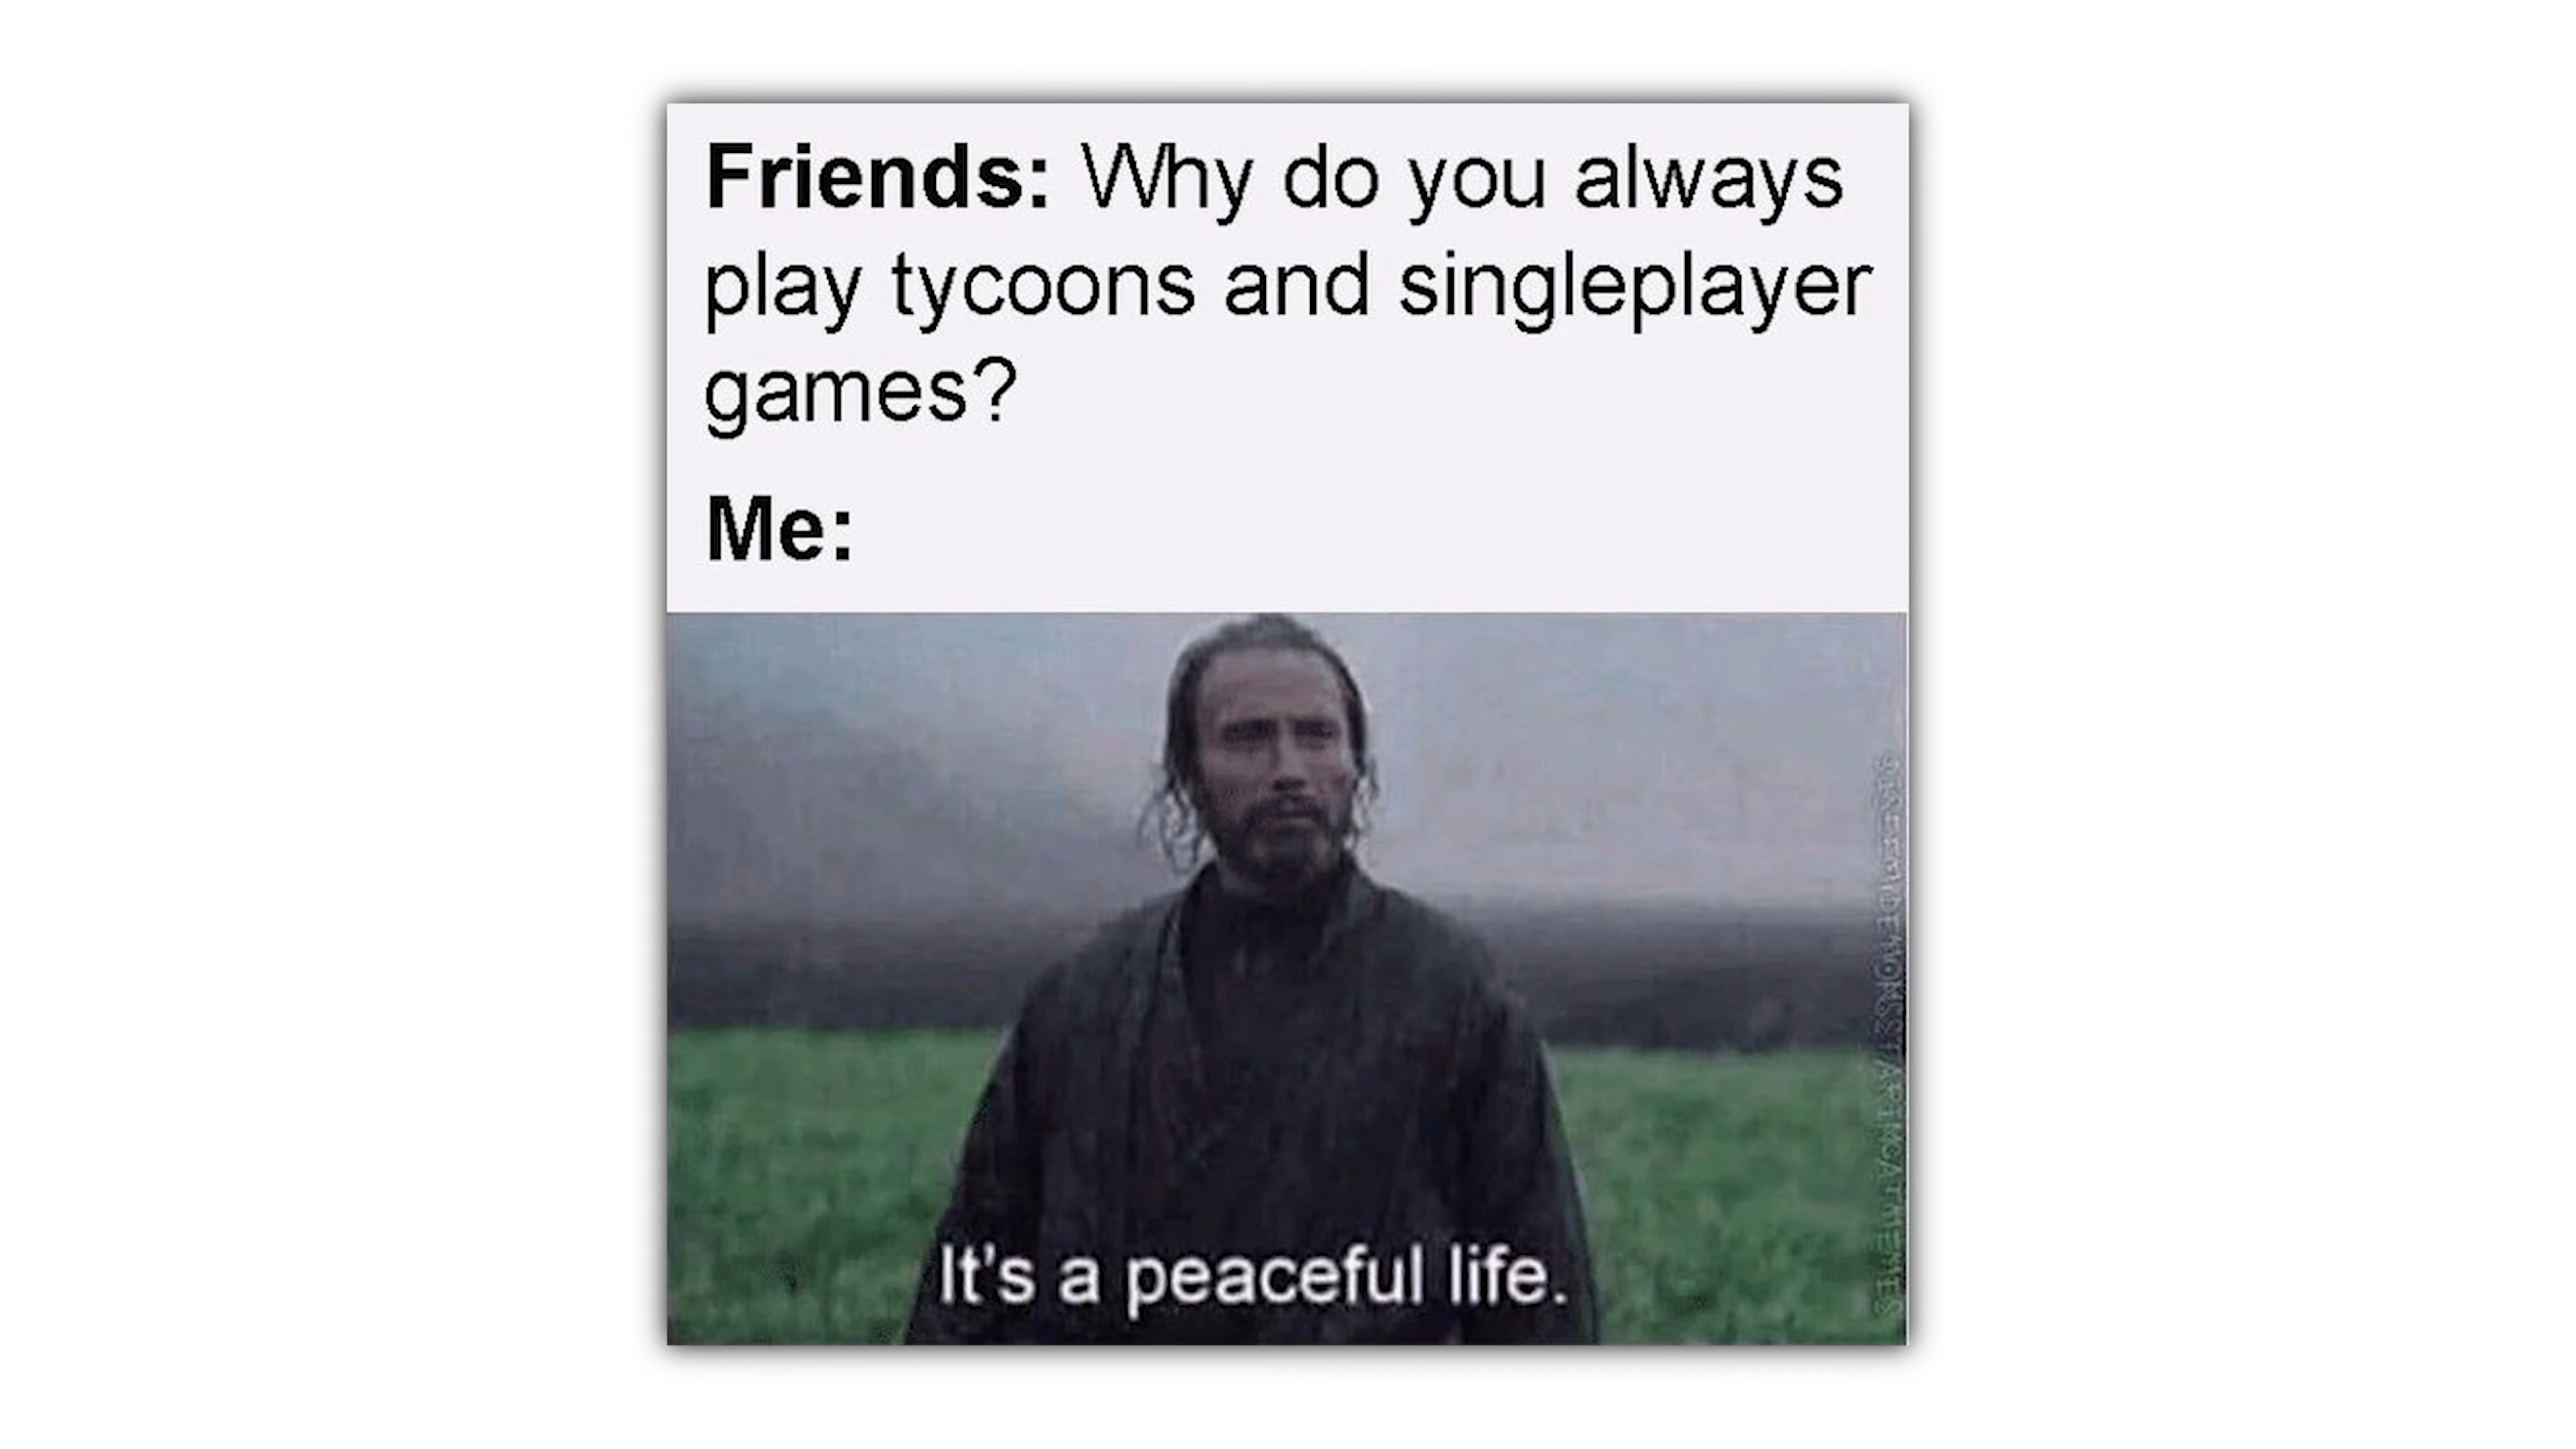 Friends: Why do you always
play tycoons and singleplayer
games?
Me:
It's a peaceful life.